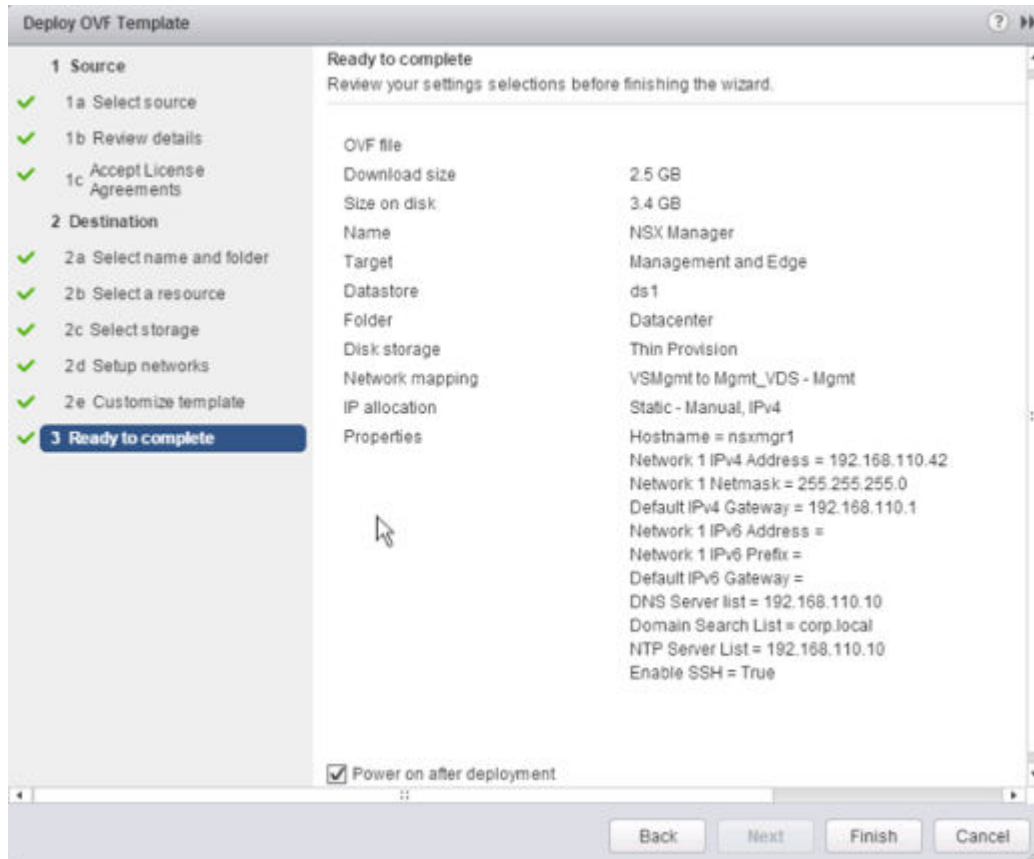 Deploy OVF Template
?
1 Source
1a Select source
1b Review details
1c Accept License
Agreements
2 Destination
2a Select name and folder
2b Select a resource
2c Select storage
2d Setup networks
2e Customize template
3 Ready to complete
Ready to complete
Review your settings selections before finishing the wizard.
OVF file
Download size 2.5 GB
Size on disk 3.4 GB
Name NSX Manager
Target Management and Edge
Datastore ds1
Folder Datacenter
Disk storage Thin Provision
Network mapping VSMgmt to Mgmt_VDS - Mgmt
IP allocation Static - Manual, IPv4
Properties Hostname = nsxmgr1
Network 1 IPv4 Address = 192.168.110.42
Network 1 Netmask = 255.255.255.0
Default IPv4 Gateway = 192.168.110.1
Network 1 IPv6 Address =
Network 1 IPv6 Prefix =
Default IPv6 Gateway =
DNS Server list = 192.168.110.10
Domain Search List = corp.local
NTP Server List = 192.168.110.10
Enable SSH = True
Power on after deployment
Back Next Finish Cancel